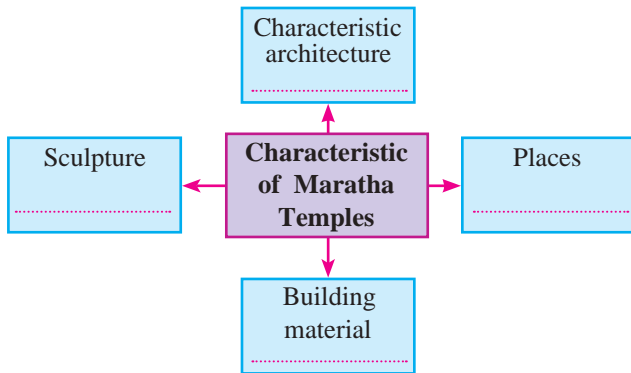 Characteristic
architecture
Sculpture
Characteristic
of Maratha
Temples
Places
Building
material